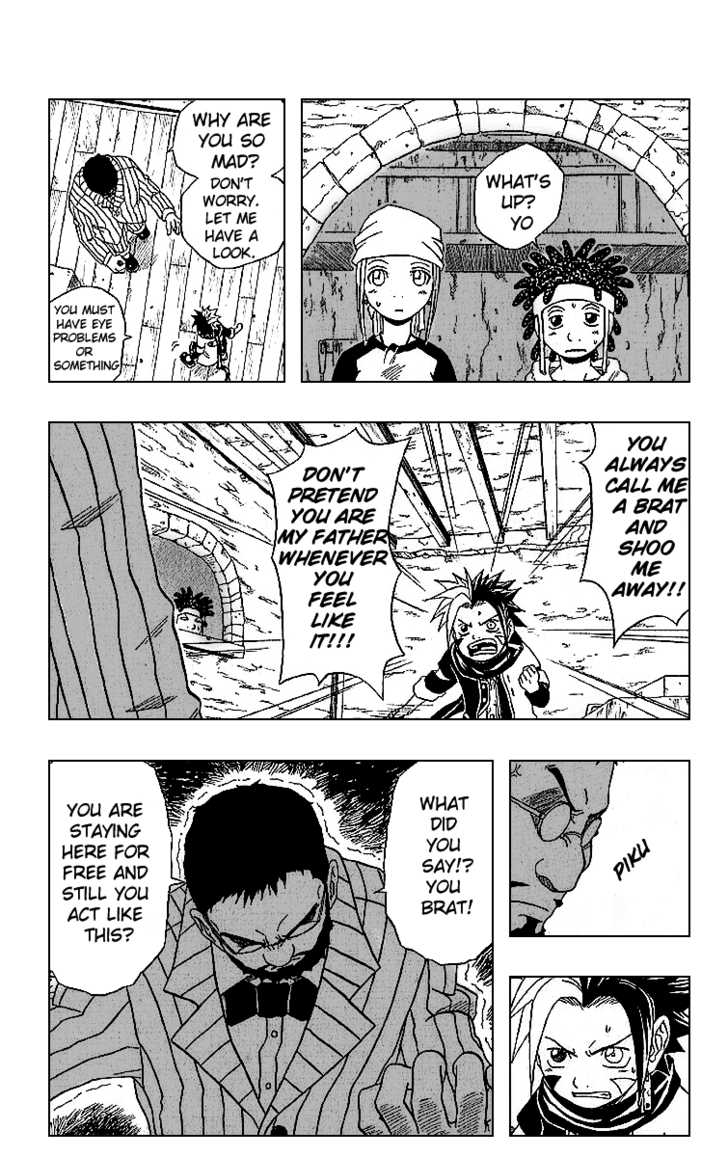 WHAT'S
UP?
YO
WHY ARE
YOU SO
MAD?
DON'T
WORRY.
LET ME
HAVE A
LOOK.
YOU MUST
HAVE EYE
PROBLEMS
OR
SOMETHING
YOU
ALWAYS
CALL ME
A BRAT
AND
SHOO
ME
AWAY!!
DON'T
PRETEND
YOU ARE
MY FATHER
WHENEVER
YOU
FEEL
LIKE
IT!!!
PIKU
WHAT
DID
YOU
SAY!?
YOU
BRAT!
YOU ARE
STAYING
HERE FOR
FREE AND
STILL YOU
ACT LIKE
THIS?